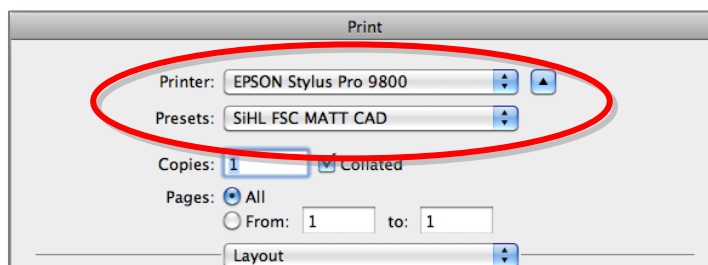 Print
Printer: EPSON Stylus Pro 9800
Presets: SiHL FSC MATT CAD
Copies: 1 Collated
Pages: All
From: 1 to: 1
Layout